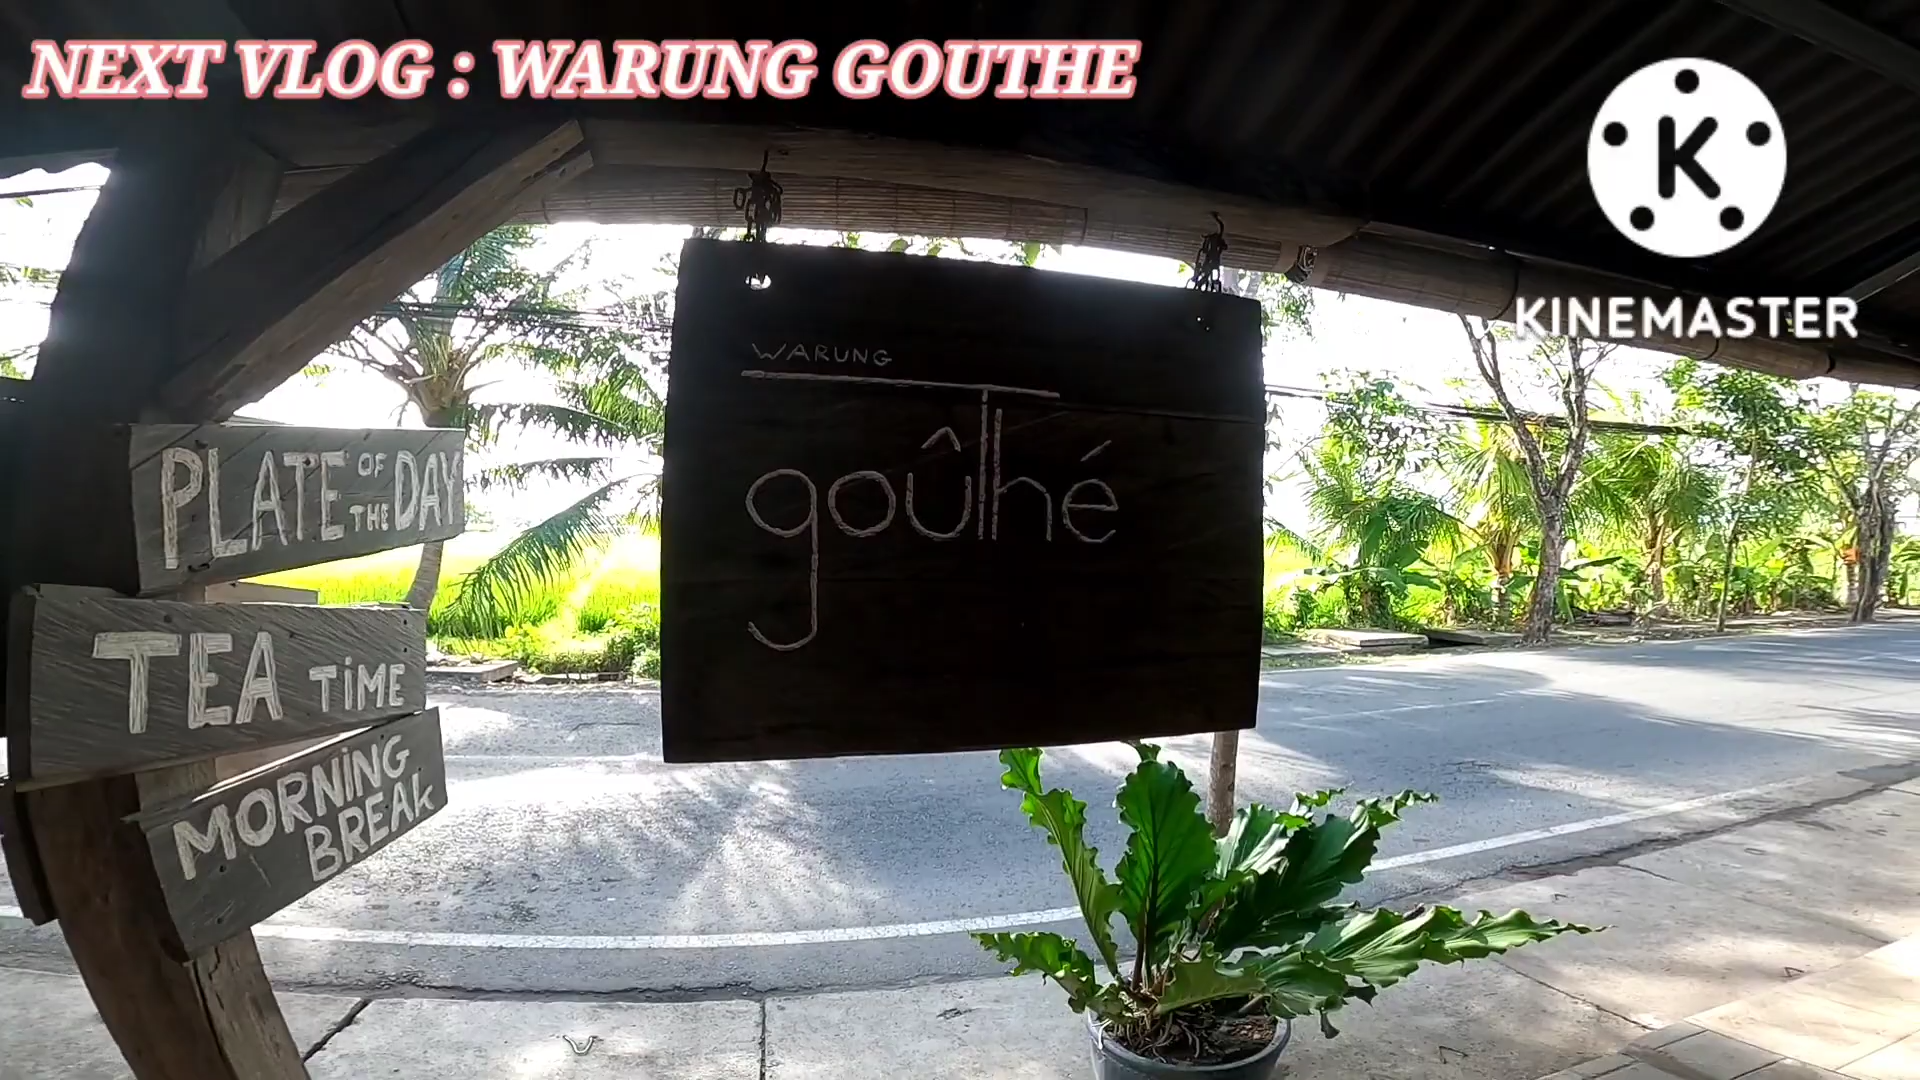 NEXT VLOG : WARUNG GOUTHE
K
KINEMASTER
WARUNG
goûThé
PLATE OF THE DAY
TEA TiME
MORNiNG
BREAK